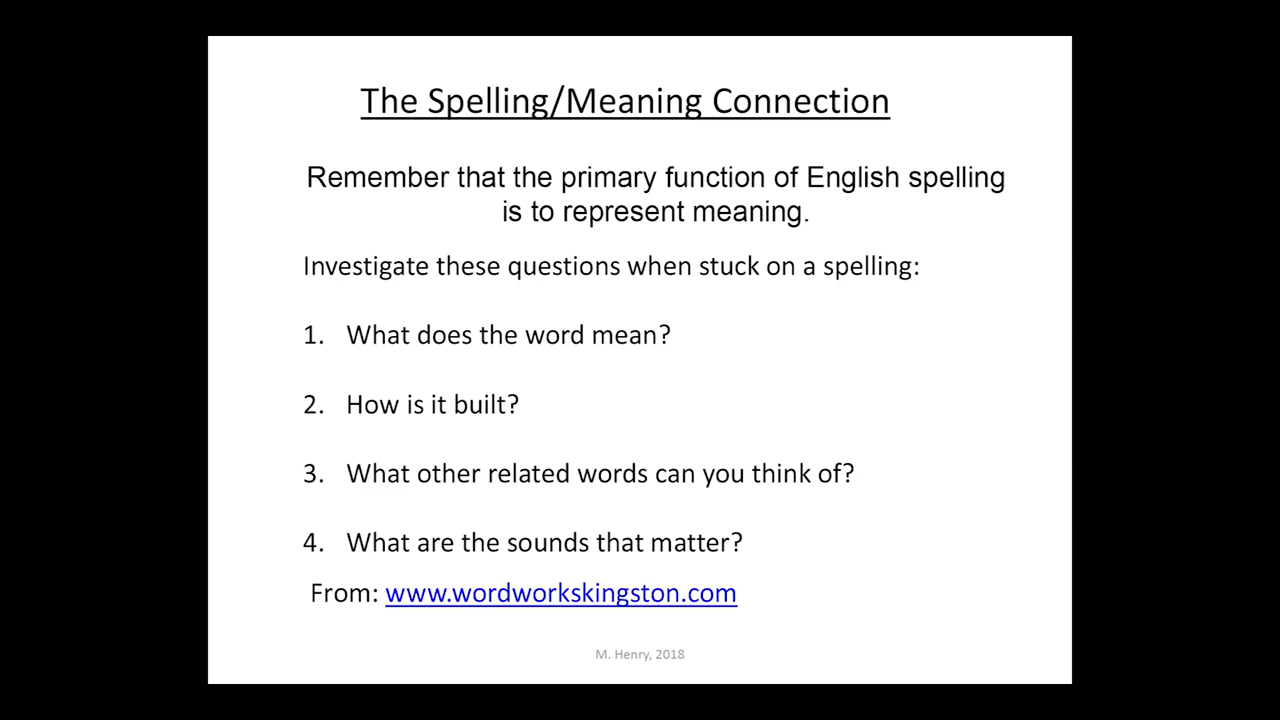 The Spelling/Meaning Connection
Remember that the primary function of English spelling
is to represent meaning.
Investigate these questions when stuck on a spelling:
1. What does the word mean?
2. How is it built?
3. What other related words can you think of?
4. What are the sounds that matter?
From: www.wordworkskingston.com
M. Henry, 2018